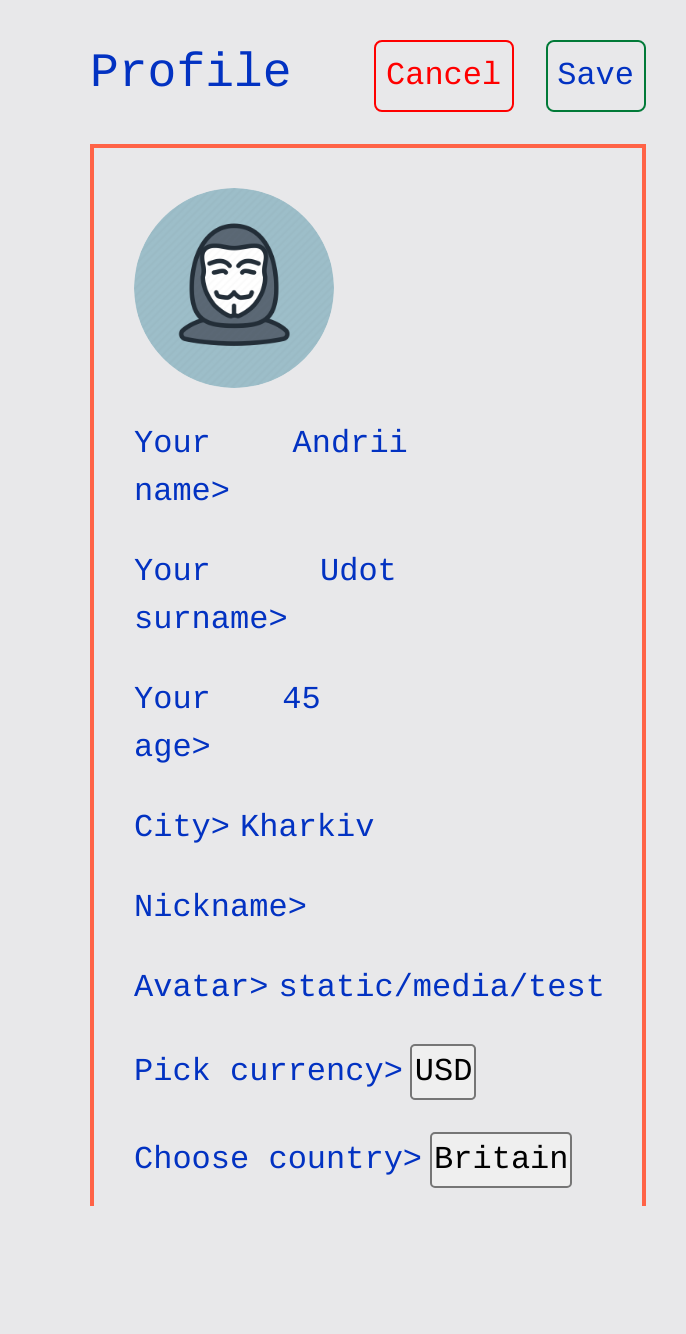 Profile Cancel Save
Your Andrii
name>
Your Udot
surname>
Your 45
age>
City> Kharkiv
Nickname>
Avatar> static/media/test
Pick currency> USD
Choose country> Britain